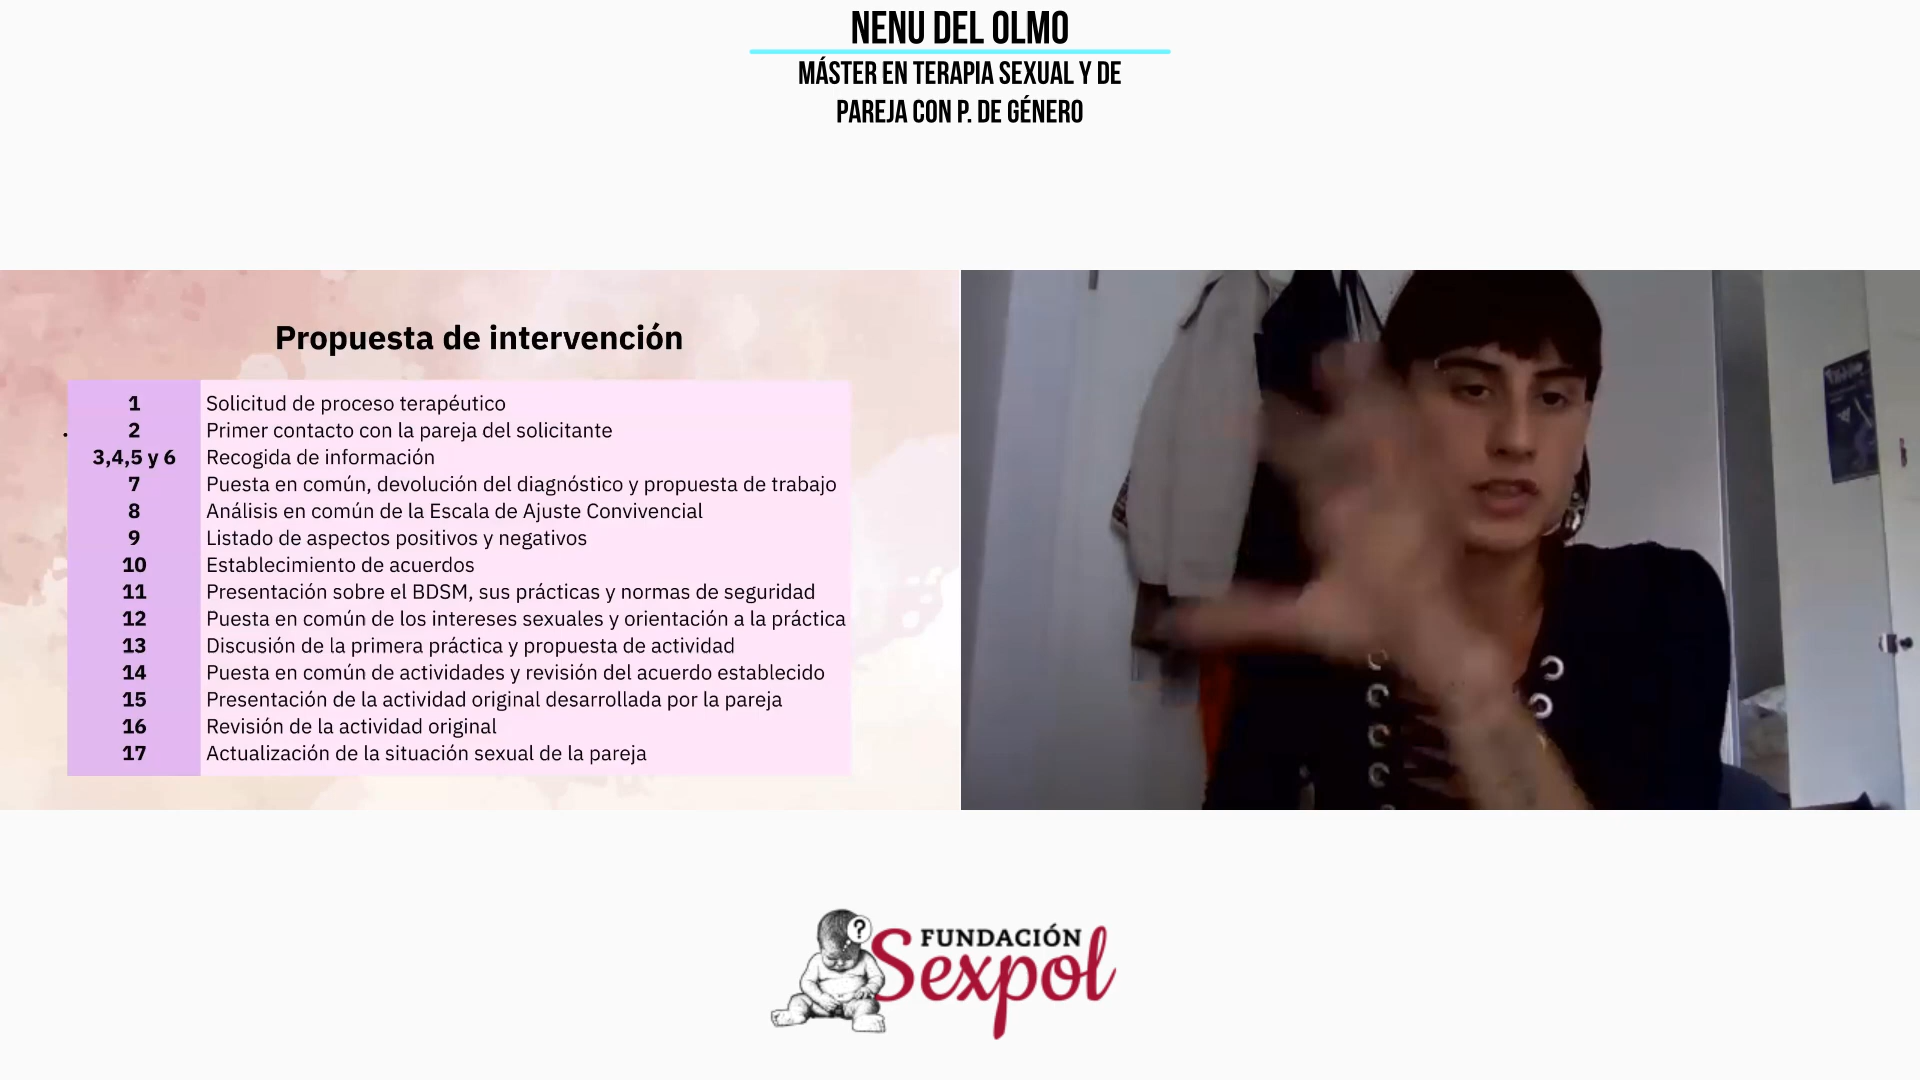 NENU DEL OLMO
MÁSTER EN TERAPIA SEXUAL Y DE
PAREJA CON P. DE GÉNERO
Propuesta de intervención
1 Solicitud de proceso terapéutico
2 Primer contacto con la pareja del solicitante
3,4,5 y 6 Recogida de información
7 Puesta en común, devolución del diagnóstico y propuesta de trabajo
8 Análisis en común de la Escala de Ajuste Convivencial
9 Listado de aspectos positivos y negativos
10 Establecimiento de acuerdos
11 Presentación sobre el BDSM, sus prácticas y normas de seguridad
12 Puesta en común de los intereses sexuales y orientación a la práctica
13 Discusión de la primera práctica y propuesta de actividad
14 Puesta en común de actividades y revisión del acuerdo establecido
15 Presentación de la actividad original desarrollada por la pareja
16 Revisión de la actividad original
17 Actualización de la situación sexual de la pareja
?
FUNDACIÓN
Sexpol